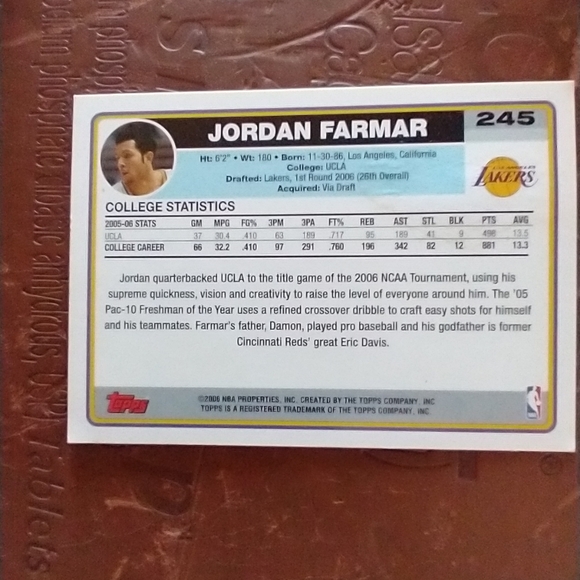 245
JORDAN FARMAR
Ht: 6'2" • Wt: 180 • Born: 11-30-86, Los Angeles, California
College: UCLA
Drafted: Lakers, 1st Round 2006 (26th Overall)
Acquired: Via Draft
LOS ANGELES
LAKERS
COLLEGE STATISTICS
2005-06 STATS GM MPG FG% 3PM 3PA FT% REB AST STL BLK PTS AVG
UCLA 37 30.4 .410 63 189 .717 95 189 41 9 498 13.5
COLLEGE CAREER 66 32.2 .410 97 291 .760 196 342 82 12 881 13.3
Jordan quarterbacked UCLA to the title game of the 2006 NCAA Tournament, using his
supreme quickness, vision and creativity to raise the level of everyone around him. The '05
Pac-10 Freshman of the Year uses a refined crossover dribble to craft easy shots for himself
and his teammates. Farmar's father, Damon, played pro baseball and his godfather is former
Cincinnati Reds' great Eric Davis.
Topps
©2006 NBA PROPERTIES, INC. CREATED BY THE TOPPS COMPANY, INC
TOPPS IS A REGISTERED TRADEMARK OF THE TOPPS COMPANY, INC.
Tablets